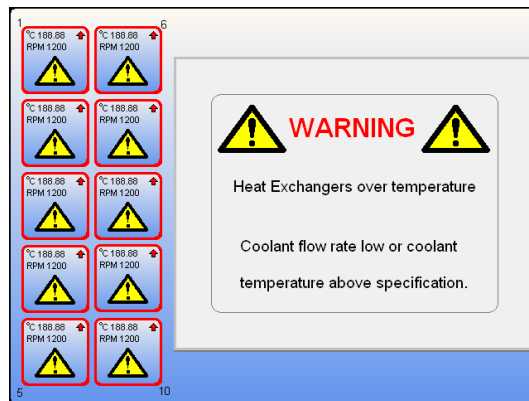 1
6
°C 188.88
RPM 1200
°C 188.88
RPM 1200
°C 188.88
RPM 1200
°C 188.88
RPM 1200
°C 188.88
RPM 1200
°C 188.88
RPM 1200
°C 188.88
RPM 1200
°C 188.88
RPM 1200
°C 188.88
RPM 1200
°C 188.88
RPM 1200
5
10
WARNING
Heat Exchangers over temperature
Coolant flow rate low or coolant
temperature above specification.